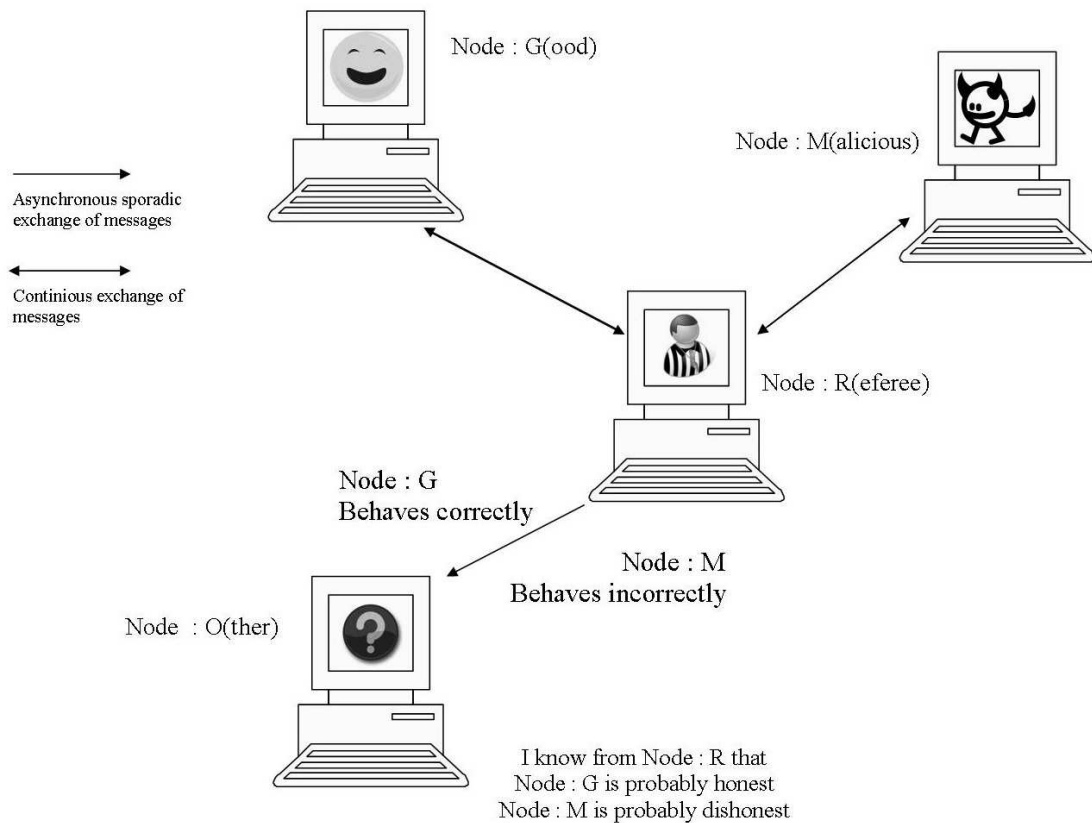 Node : G(ood)
Node : M(alicious)
Asynchronous sporadic
exchange of messages
Continious exchange of
messages
Node : R(eferee)
Node : G
Behaves correctly
Node : M
Behaves incorrectly
Node : O(ther)
?
I know from Node : R that
Node : G is probably honest
Node : M is probably dishonest